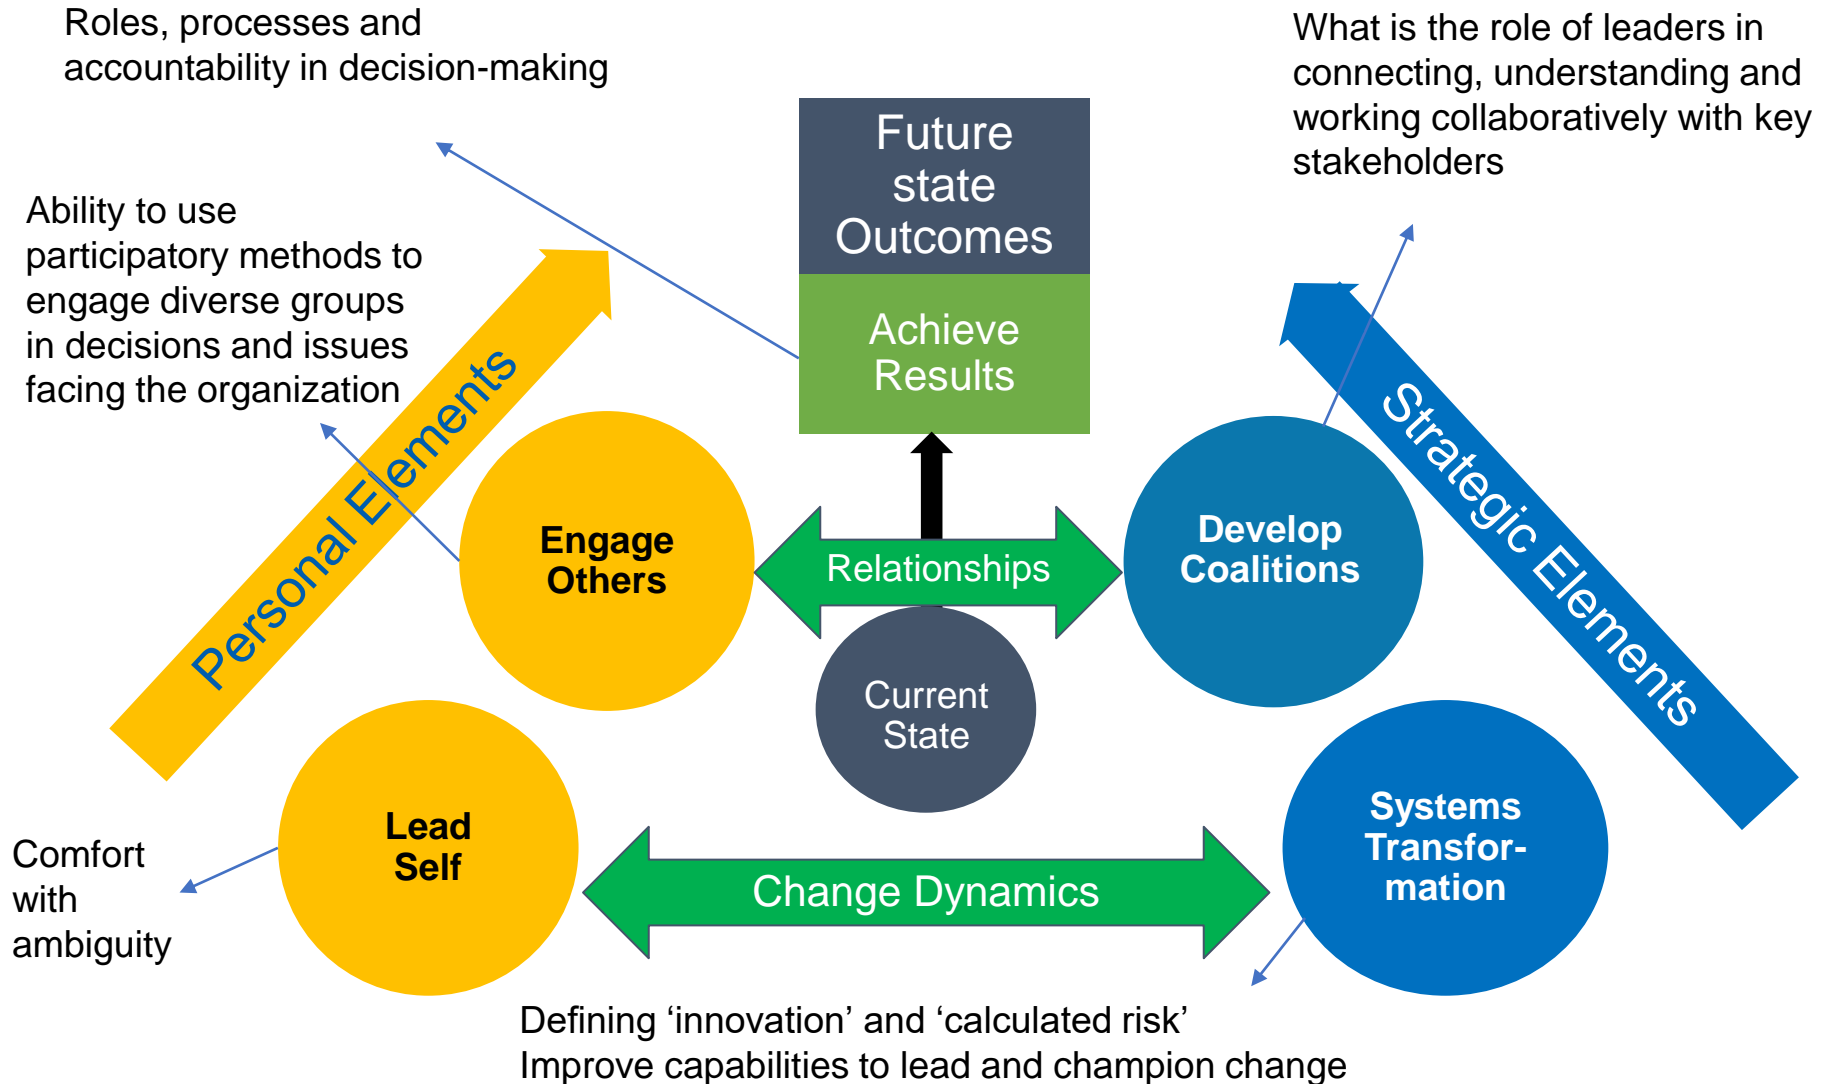 Roles, processes and
accountability in decision-making
What is the role of leaders in
connecting, understanding and
working collaboratively with key
stakeholders
Future
state
Outcomes
Ability to use
participatory methods to
engage diverse groups
in decisions and issues
facing the organization
Achieve
Results
Personal Elements
Strategic Elements
Engage
Others
Relationships
Develop
Coalitions
Current
State
Lead
Self
Systems
Transfor-
mation
Comfort
with
ambiguity
Change Dynamics
Defining ‘innovation’ and ‘calculated risk’
Improve capabilities to lead and champion change